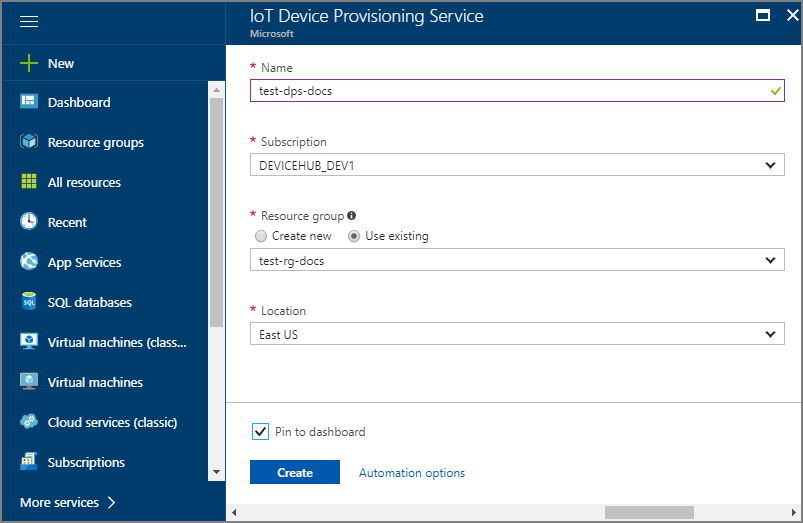 IoT Device Provisioning Service
Microsoft
New
Dashboard
Resource groups
All resources
Recent
App Services
SQL databases
Virtual machines (class...
Virtual machines
Cloud services (classic)
Subscriptions
More services
* Name
test-dps-docs
* Subscription
DEVICEHUB_DEV1
* Resource group
Create new Use existing
test-rg-docs
* Location
East US
Pin to dashboard
Create Automation options